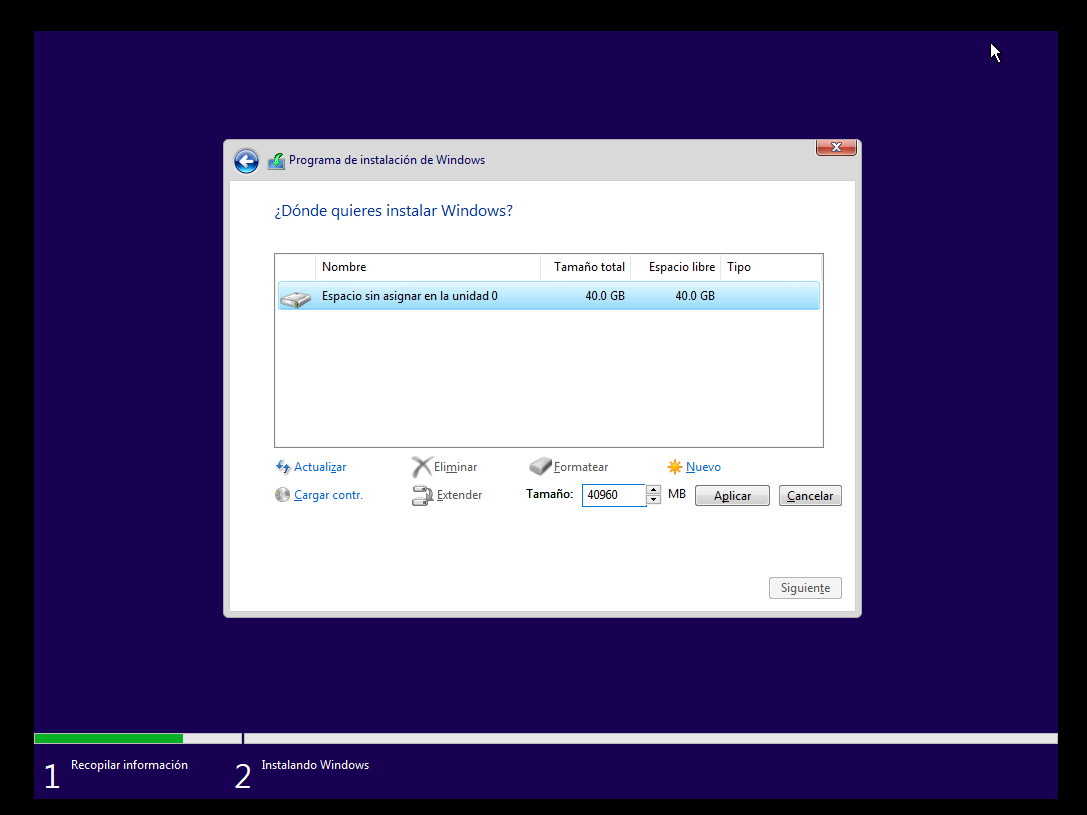 Programa de instalación de Windows
¿Dónde quieres instalar Windows?
Nombre Tamaño total Espacio libre Tipo
Espacio sin asignar en la unidad 0 40.0 GB 40.0 GB
Actualizar Eliminar Formatear Nuevo
Cargar contr. Extender Tamaño: 40960 MB Aplicar Cancelar
Siguiente
1 Recopilar información 2 Instalando Windows